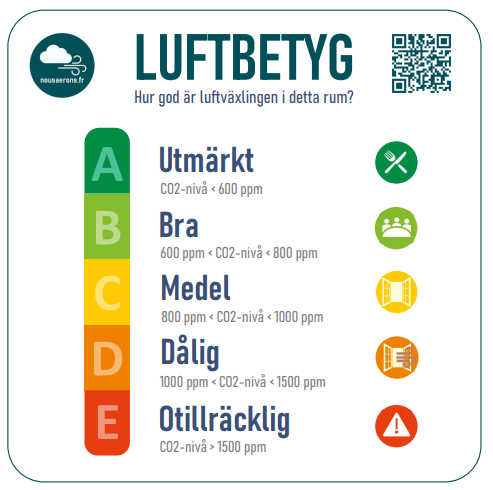 nousaerons.fr
LUFTBETYG
Hur god är luftväxlingen i detta rum?
A
Utmärkt
CO2-nivå < 600 ppm
B
Bra
600 ppm < CO2-nivå < 800 ppm
C
Medel
800 ppm < CO2-nivå < 1000 ppm
D
Dålig
1000 ppm < CO2-nivå < 1500 ppm
E
Otillräcklig
CO2-nivå > 1500 ppm